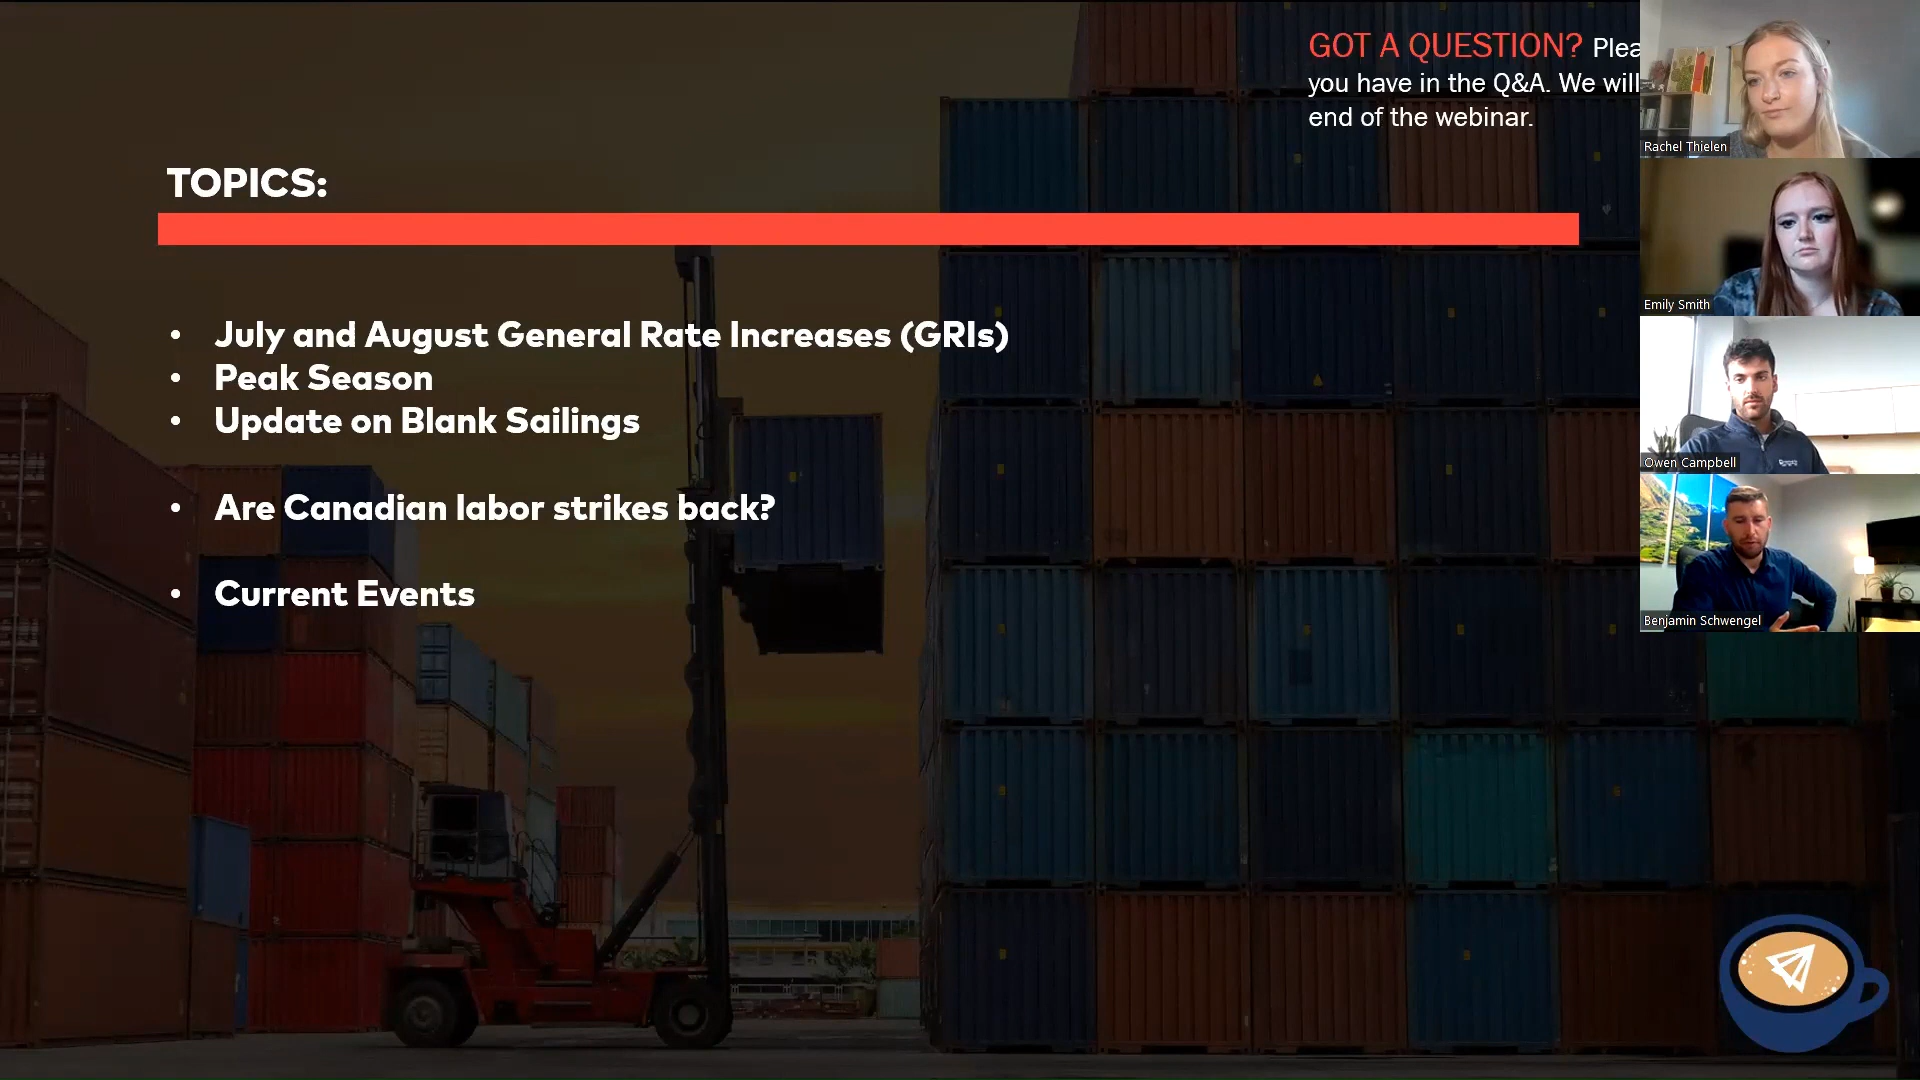 GOT A QUESTION? Plea
you have in the Q&A. We will
end of the webinar.
TOPICS:
• July and August General Rate Increases (GRIs)
• Peak Season
• Update on Blank Sailings
• Are Canadian labor strikes back?
• Current Events
Rachel Thielen
Emily Smith
Owen Campbell
Benjamin Schwengel